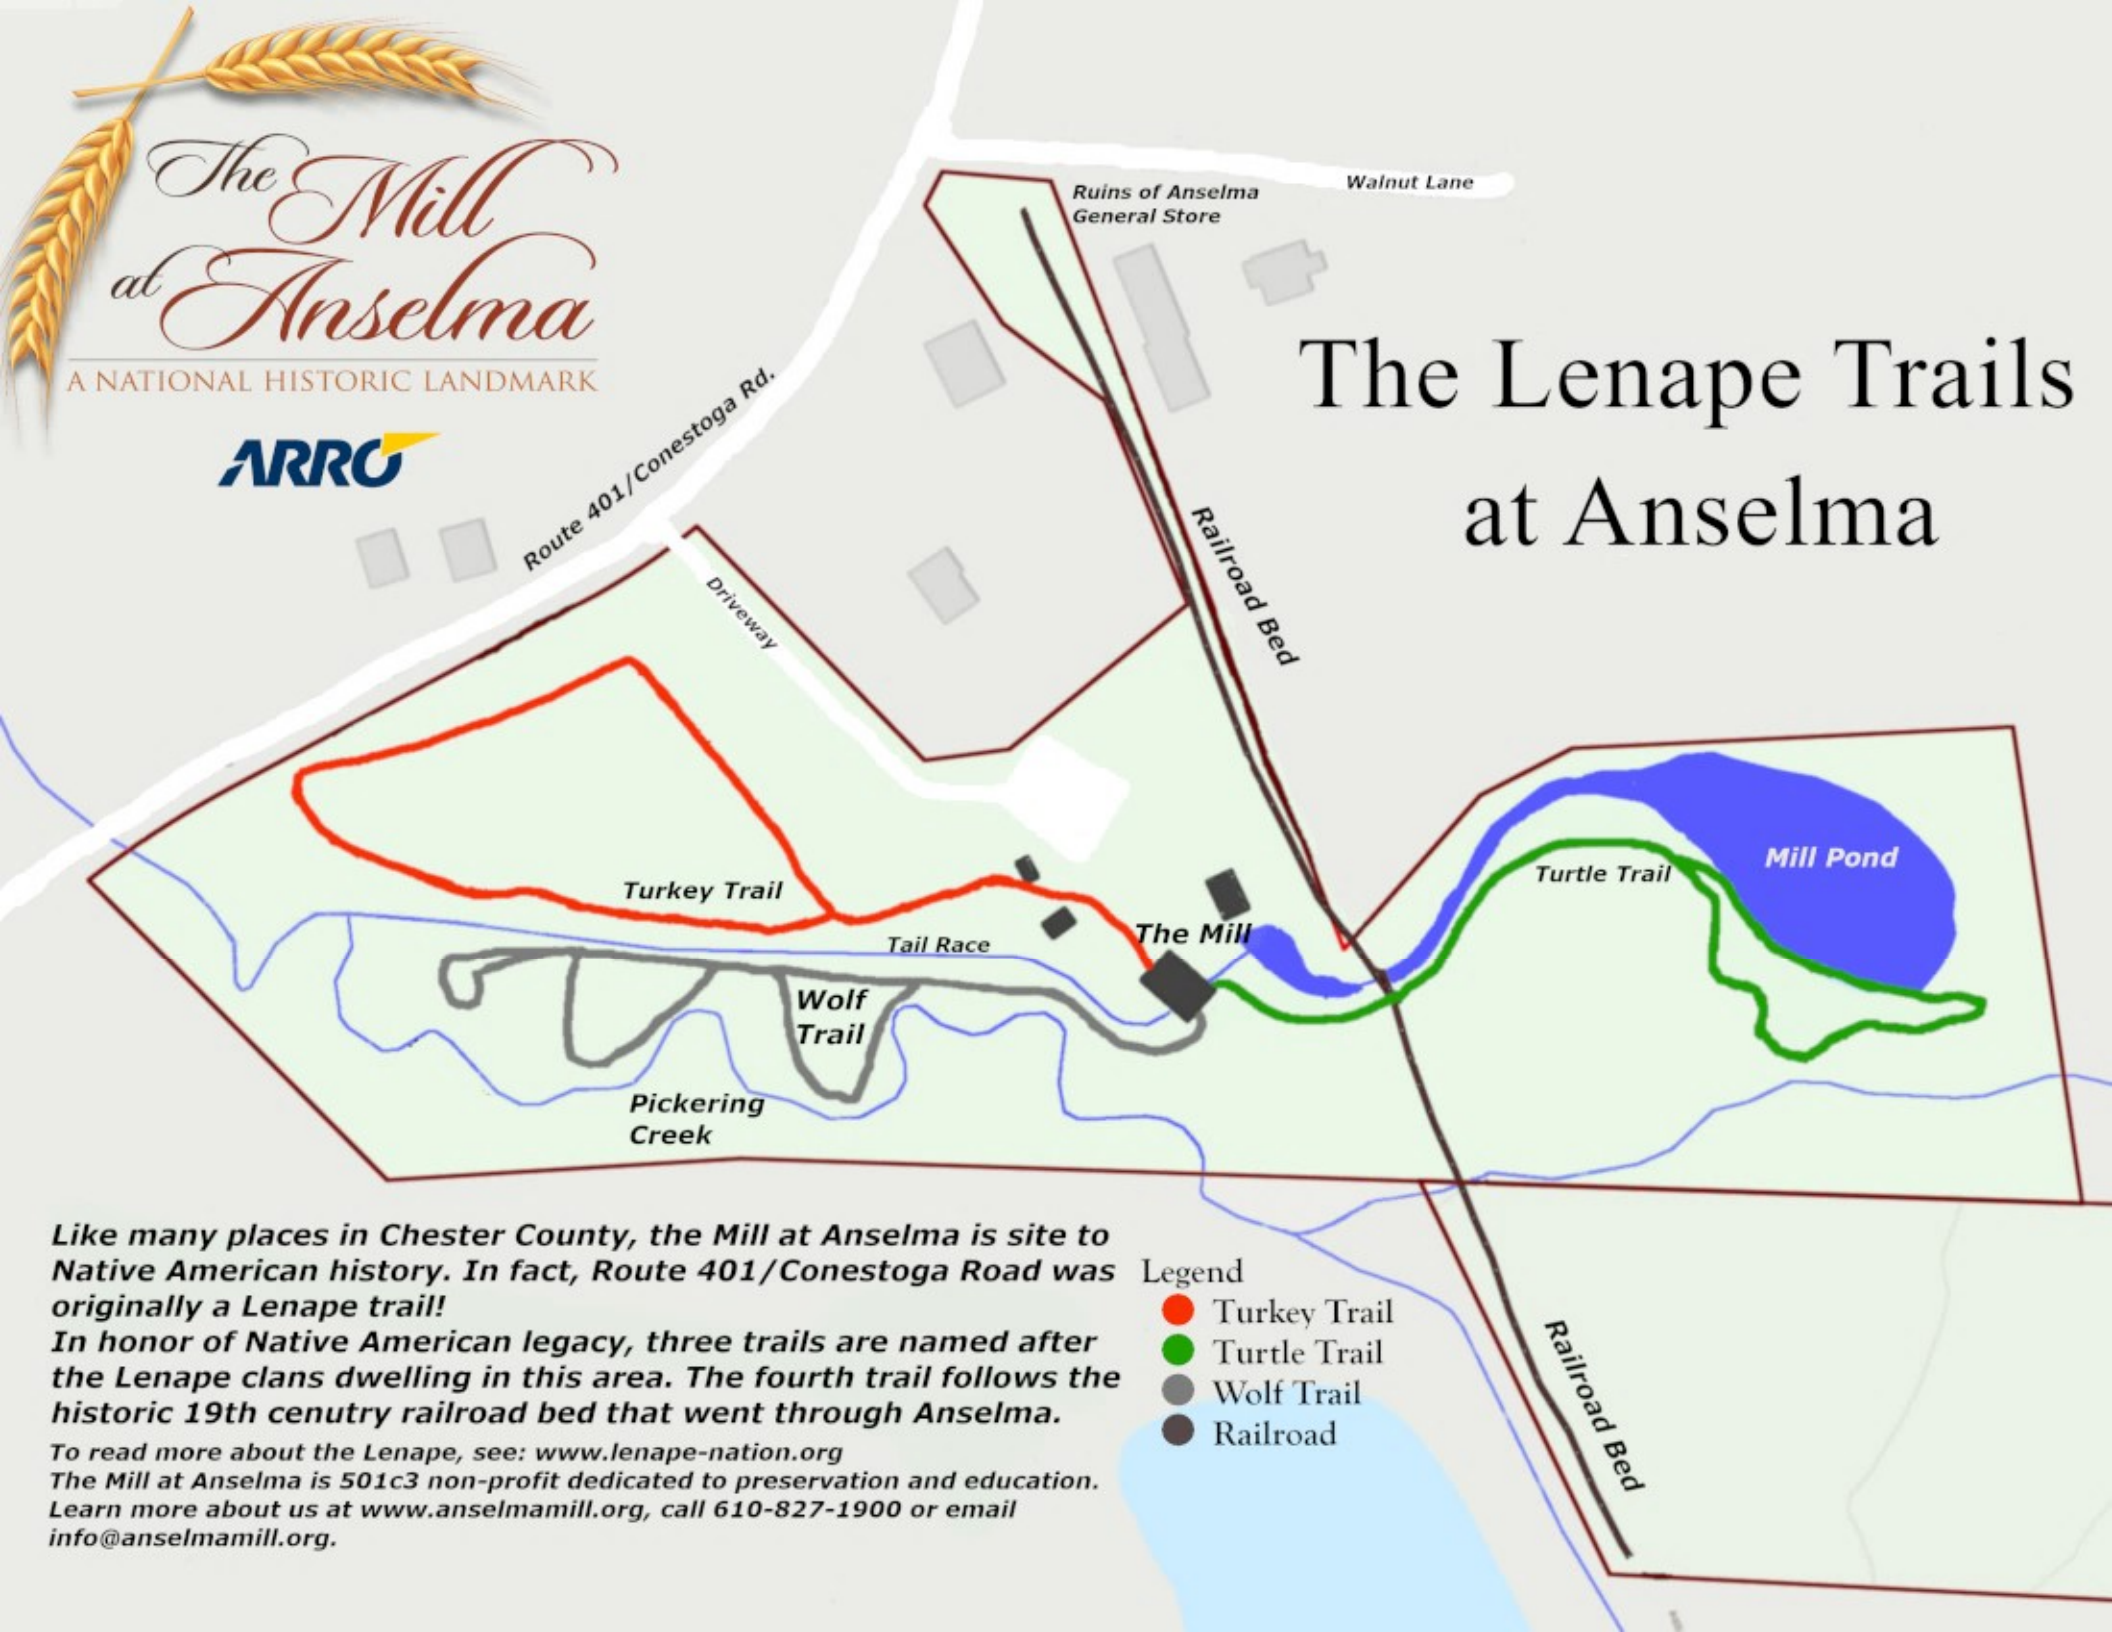 The Mill
at Anselma
A NATIONAL HISTORIC LANDMARK
ARRO
Walnut Lane
Ruins of Anselma
General Store
The Lenape Trails
at Anselma
Route 401/Conestoga Rd.
Driveway
Railroad Bed
Mill Pond
Turtle Trail
Turkey Trail
The Mill
Tail Race
Wolf
Trail
Pickering
Creek
Like many places in Chester County, the Mill at Anselma is site to
Native American history. In fact, Route 401/Conestoga Road was
originally a Lenape trail!
In honor of Native American legacy, three trails are named after
the Lenape clans dwelling in this area. The fourth trail follows the
historic 19th cenutry railroad bed that went through Anselma.
To read more about the Lenape, see: www.lenape-nation.org
The Mill at Anselma is 501c3 non-profit dedicated to preservation and education.
Learn more about us at www.anselmamill.org, call 610-827-1900 or email
info@anselmamill.org.
Legend
Turkey Trail
Turtle Trail
Wolf Trail
Railroad
Railroad Bed